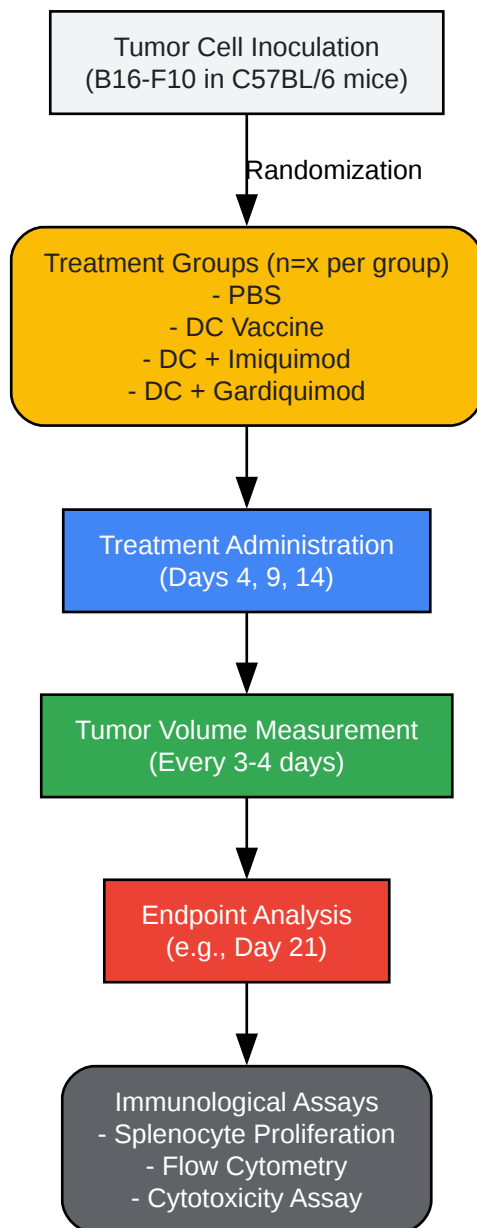 Tumor Cell Inoculation
(B16-F10 in C57BL/6 mice)
Randomization
Treatment Groups (n=x per group)
- PBS
- DC Vaccine
- DC + Imiquimod
- DC + Gardiquimod
Treatment Administration
(Days 4, 9, 14)
Tumor Volume Measurement
(Every 3-4 days)
Endpoint Analysis
(e.g., Day 21)
Immunological Assays
- Splenocyte Proliferation
- Flow Cytometry
- Cytotoxicity Assay